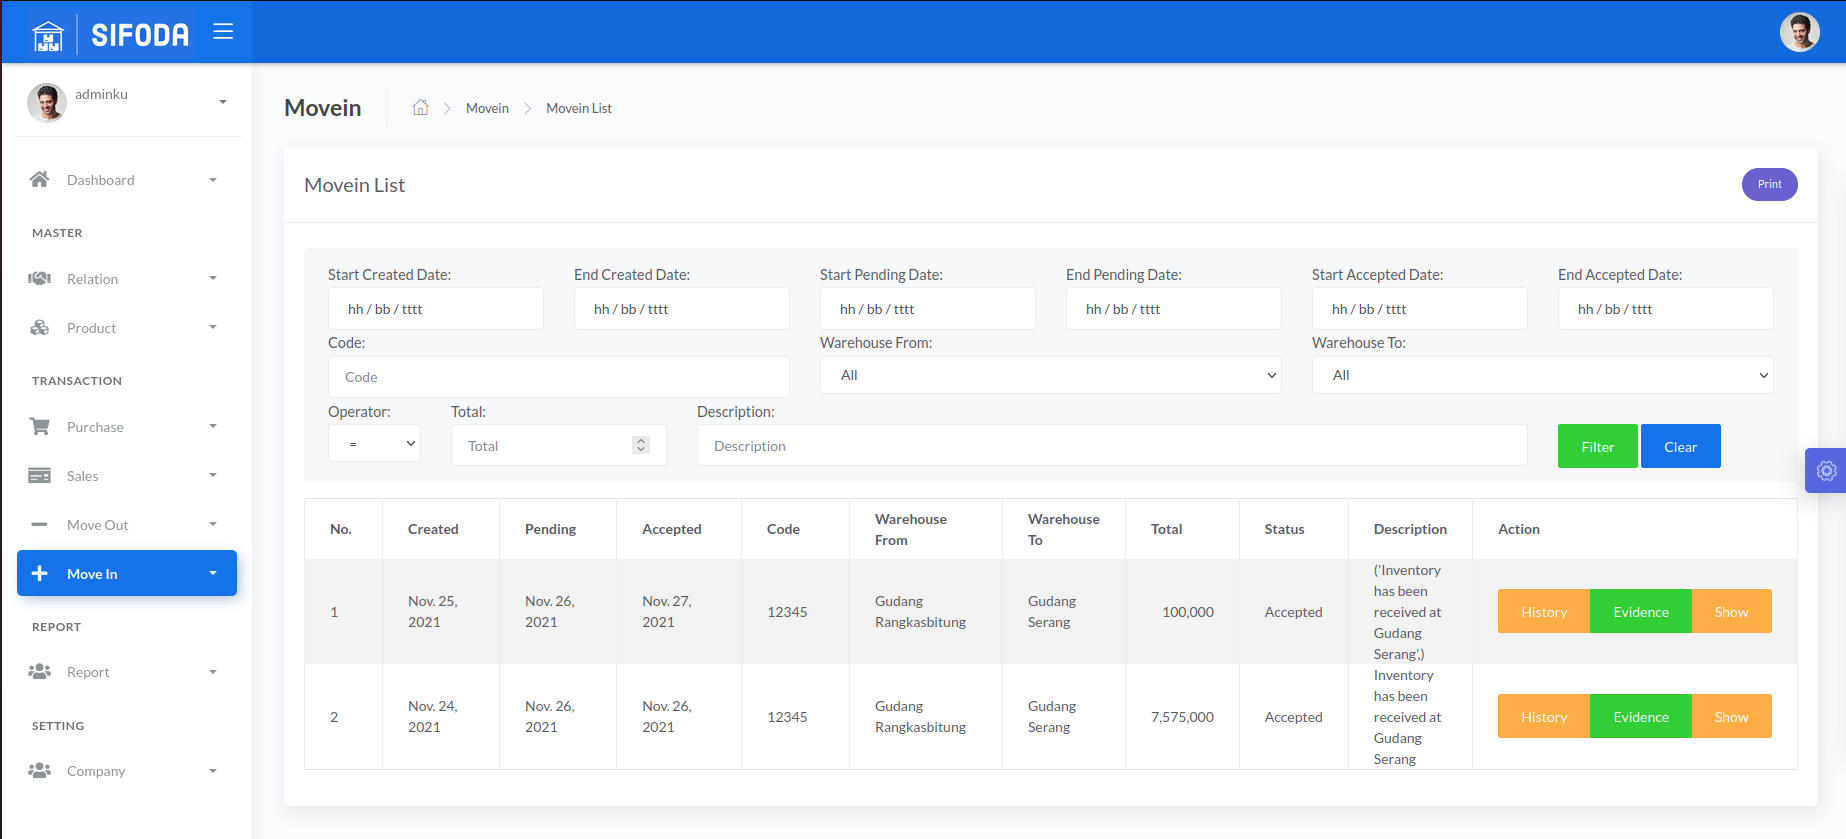 SIFODA
adminku
Dashboard
MASTER
Relation
Product
TRANSACTION
Purchase
Sales
Move Out
Move In
REPORT
Report
SETTING
Company
Movein
Movein
Movein List
Movein List
Print
Start Created Date:
End Created Date:
Start Pending Date:
End Pending Date:
Start Accepted Date:
End Accepted Date:
hh / bb / tttt
hh / bb / tttt
hh / bb / tttt
hh / bb / tttt
hh / bb / tttt
hh / bb / tttt
Code:
Warehouse From:
Warehouse To:
Code
All
All
Operator:
Total:
Description:
=
Total
Description
Filter
Clear
No.
Created
Pending
Accepted
Code
Warehouse
From
Warehouse
To
Total
Status
Description
Action
1
Nov. 25,
2021
Nov. 26,
2021
Nov. 27,
2021
12345
Gudang
Rangkasbitung
Gudang
Serang
100,000
Accepted
('Inventory
has been
received at
Gudang
Serang',)
History
Evidence
Show
2
Nov. 24,
2021
Nov. 26,
2021
Nov. 26,
2021
12345
Gudang
Rangkasbitung
Gudang
Serang
7,575,000
Accepted
Inventory
has been
received at
Gudang
Serang
History
Evidence
Show